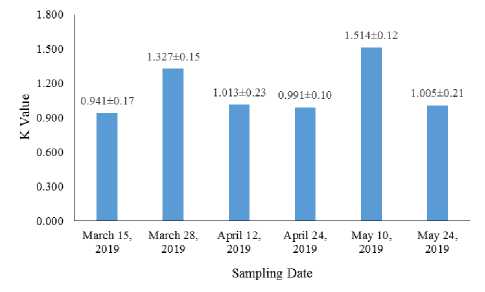 1.800
1.500
1.200
0.900
0.600
0.300
0.000
K Value
0.941±0.17
1.327±0.15
1.013±0.23
0.991±0.10
1.514±0.12
1.005±0.21
March 15,
2019
March 28,
2019
April 12,
2019
April 24,
2019
May 10,
2019
May 24,
2019
Sampling Date